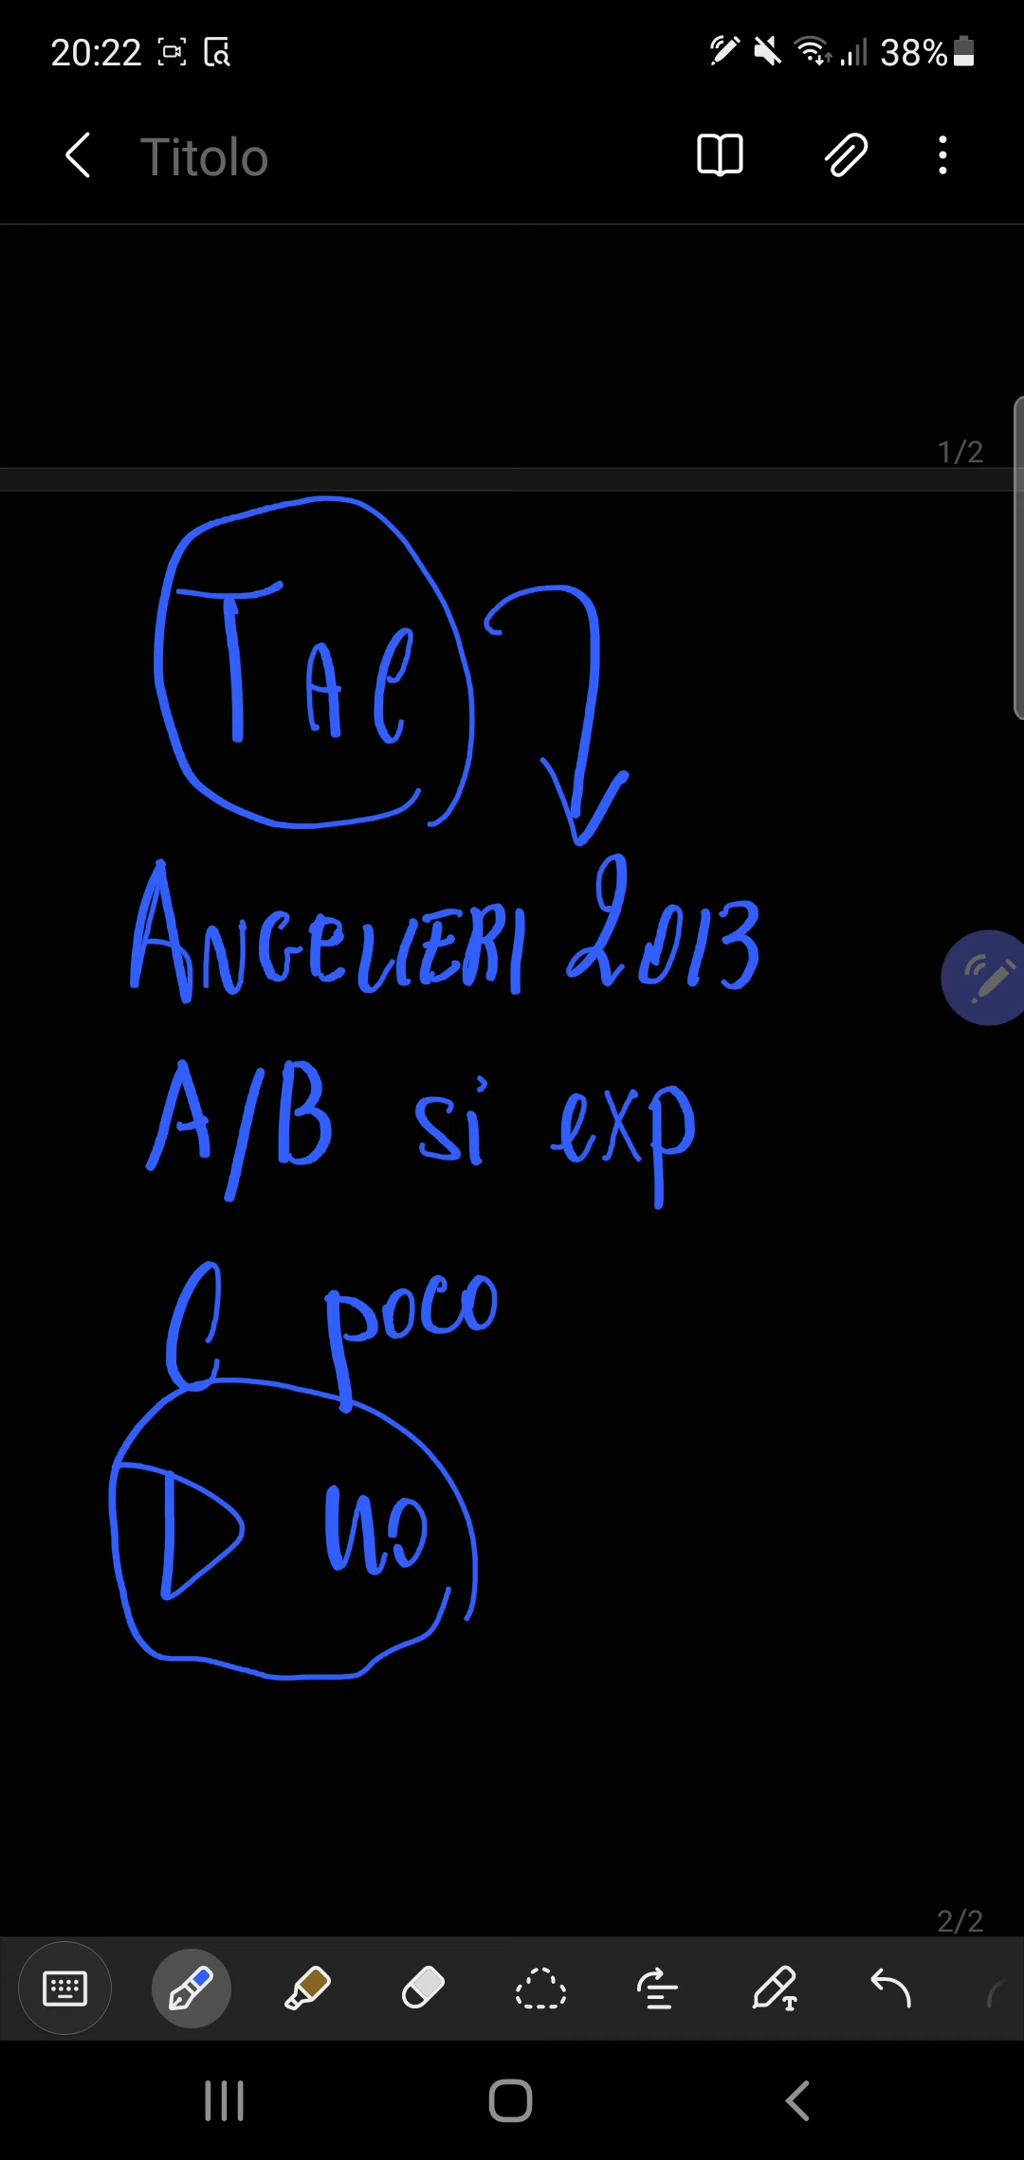 20:22 38%
Titolo
1/2
TAC
ANGELIERI 2013
A/B si exp
C poco
D no
2/2